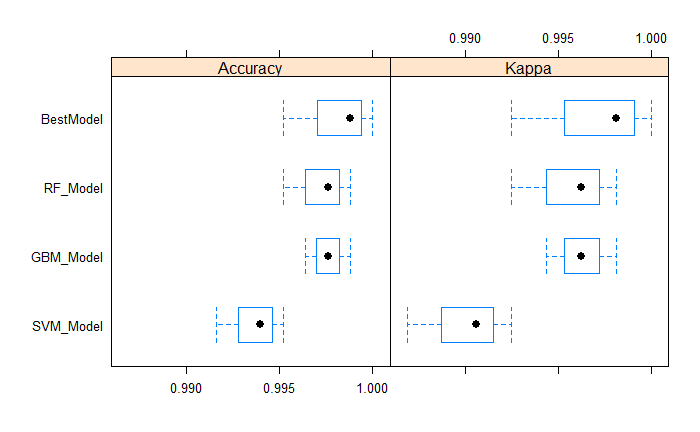 0.990 0.995 1.000
Accuracy Kappa
BestModel
RF_Model
GBM_Model
SVM_Model
0.990 0.995 1.000